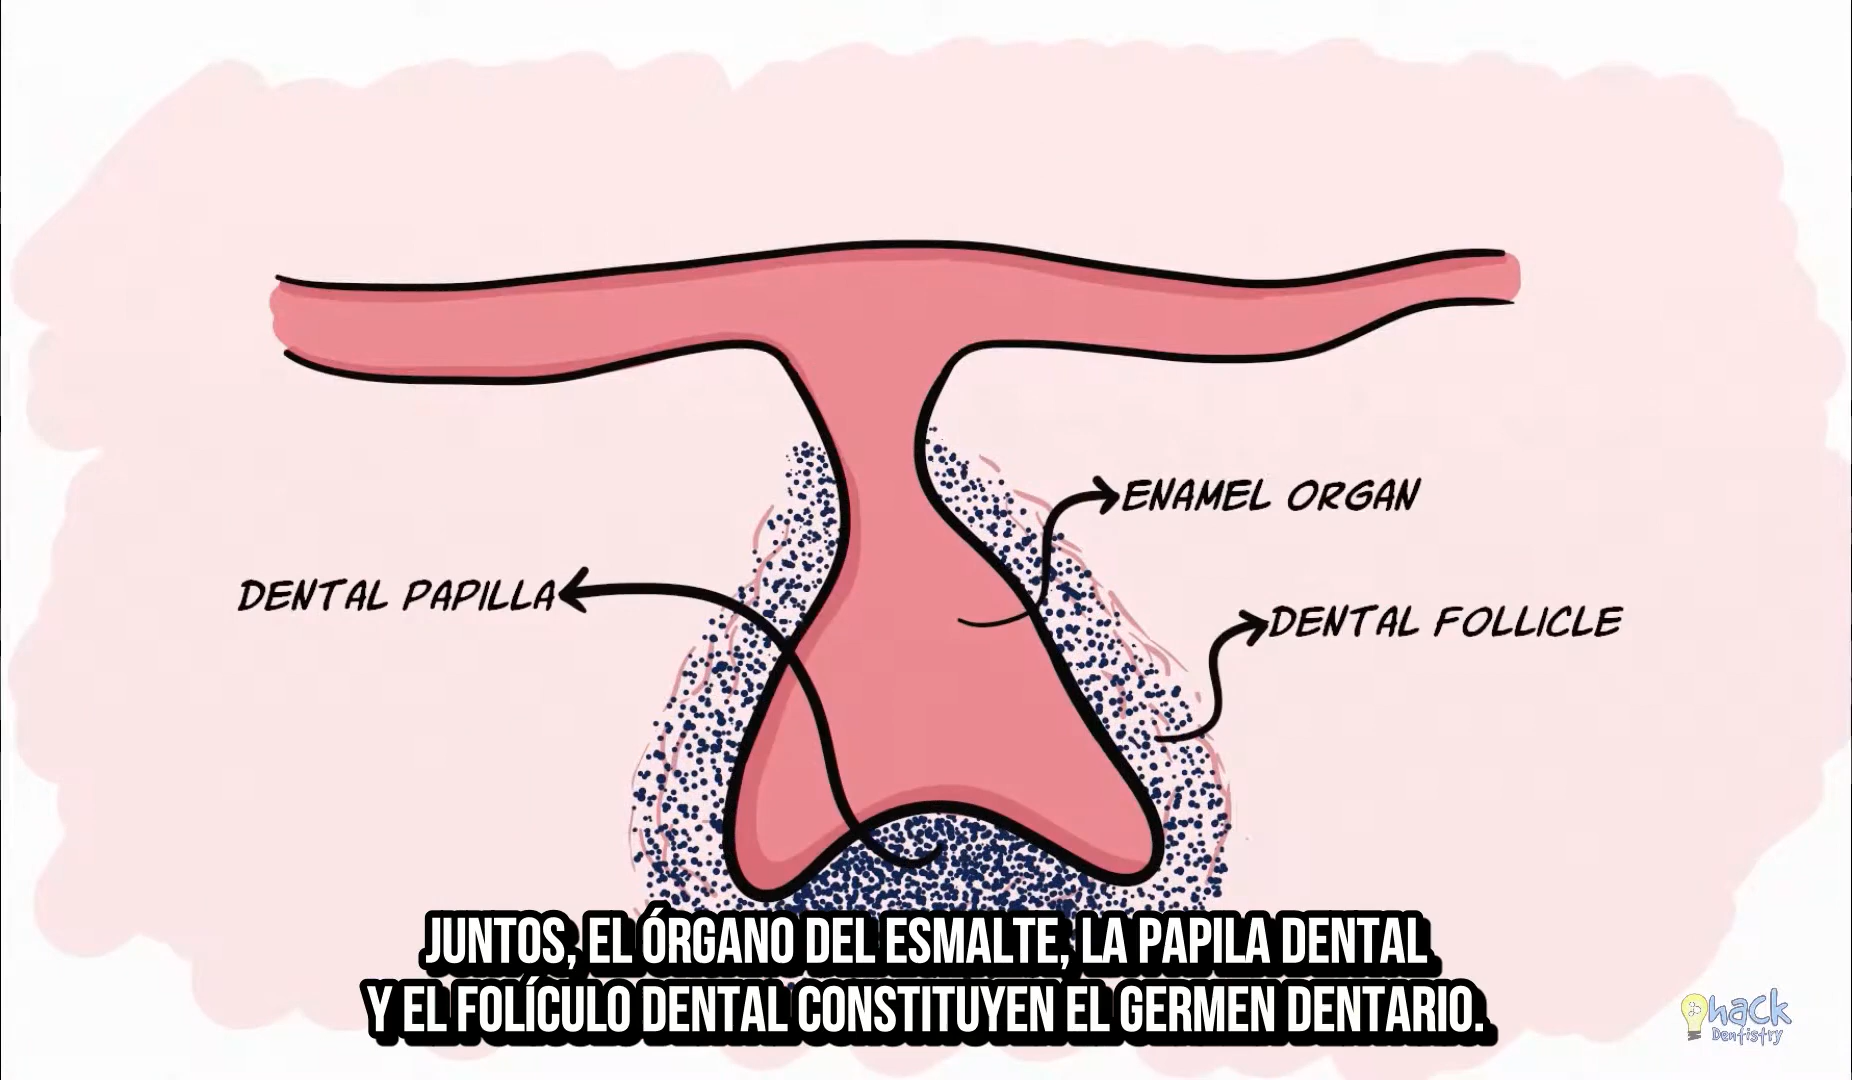 ENAMEL ORGAN
DENTAL PAPILLA
DENTAL FOLLICLE
JUNTOS, EL ÓRGANO DEL ESMALTE, LA PAPILA DENTAL
Y EL FOLÍCULO DENTAL CONSTITUYEN EL GERMEN DENTARIO.
hack
Dentistry